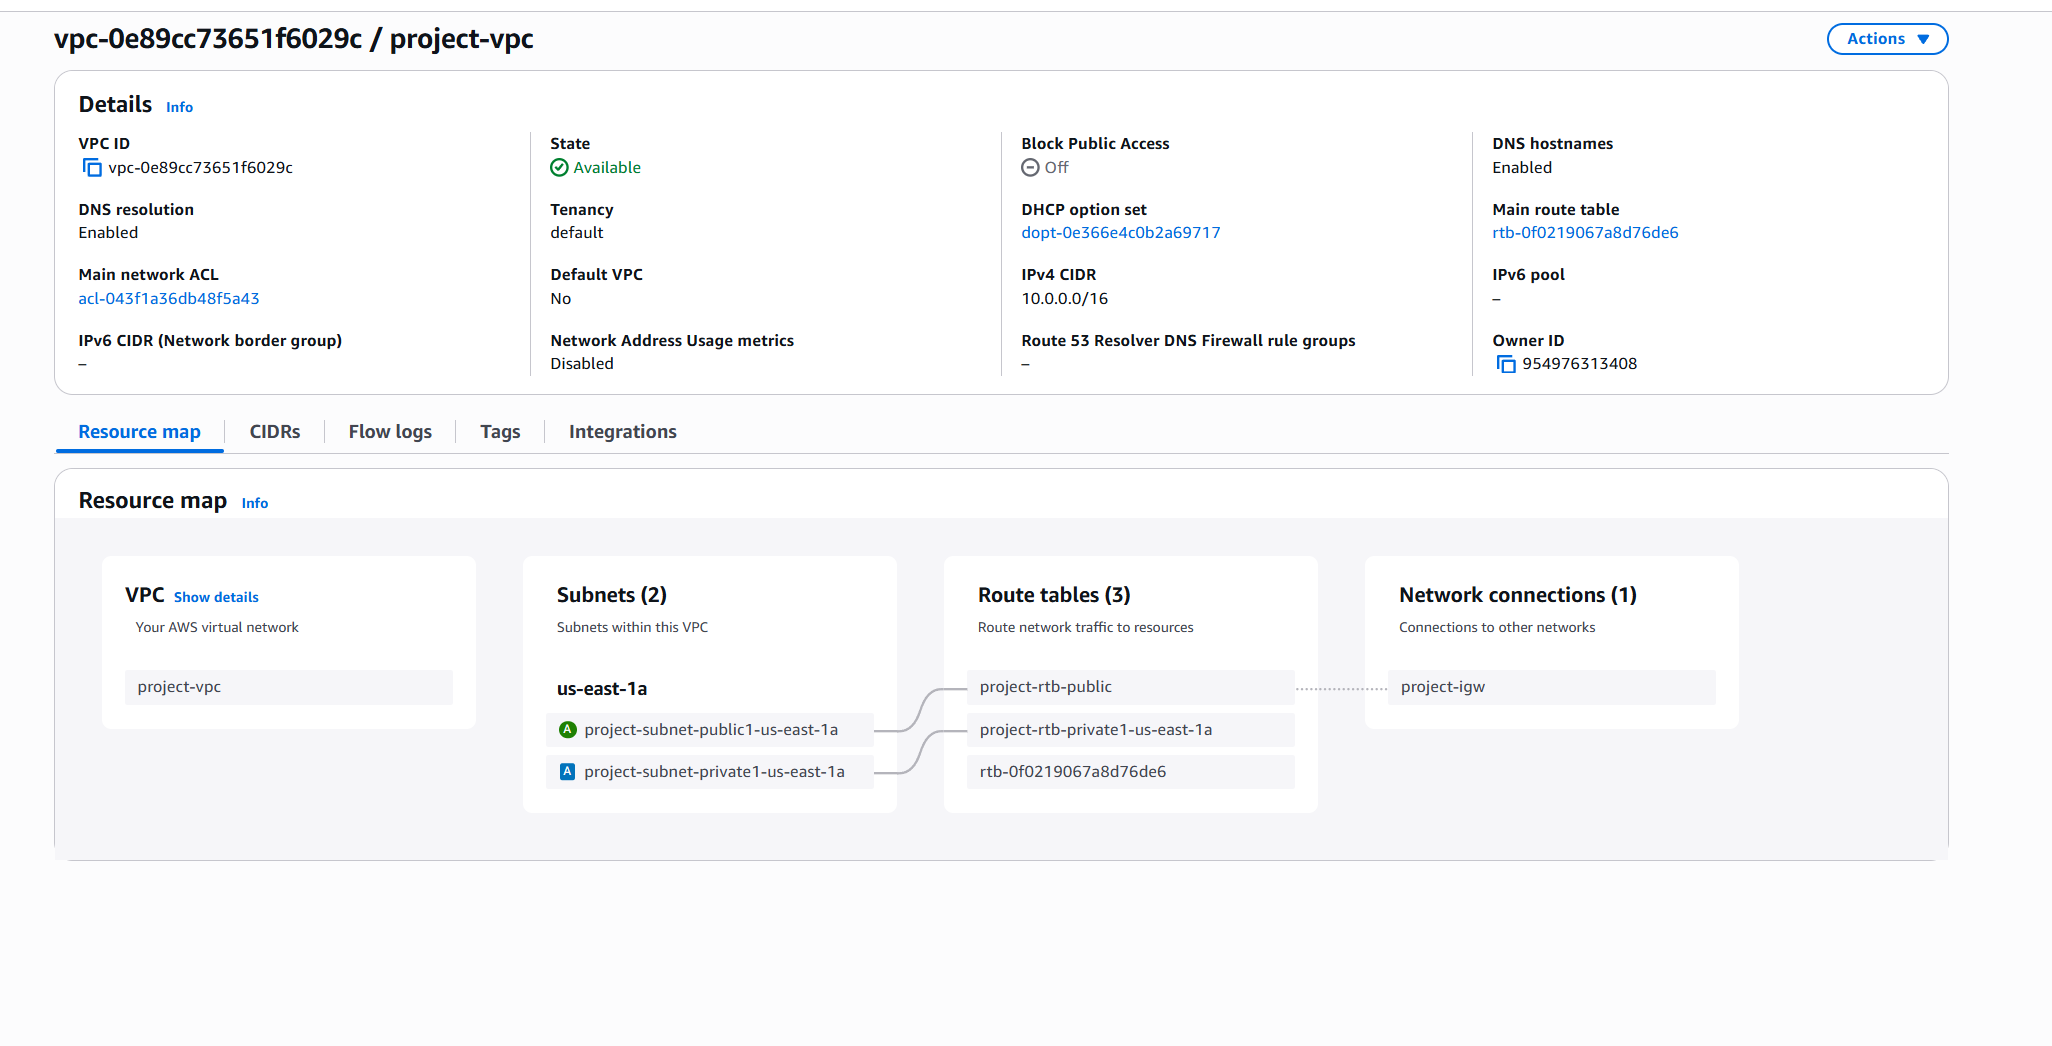 vpc-0e89cc73651f6029c / project-vpc
Actions
Details Info
VPC ID
vpc-0e89cc73651f6029c
State
Available
Block Public Access
Off
DNS hostnames
Enabled
DNS resolution
Enabled
Tenancy
default
DHCP option set
dopt-0e366e4c0b2a69717
Main route table
rtb-0f0219067a8d76de6
Main network ACL
acl-043f1a36db48f5a43
Default VPC
No
IPv4 CIDR
10.0.0.0/16
IPv6 pool
–
IPv6 CIDR (Network border group)
–
Network Address Usage metrics
Disabled
Route 53 Resolver DNS Firewall rule groups
–
Owner ID
954976313408
Resource map
CIDRs
Flow logs
Tags
Integrations
Resource map Info
VPC Show details
Your AWS virtual network
project-vpc
Subnets (2)
Subnets within this VPC
us-east-1a
A project-subnet-public1-us-east-1a
A project-subnet-private1-us-east-1a
Route tables (3)
Route network traffic to resources
project-rtb-public
project-rtb-private1-us-east-1a
rtb-0f0219067a8d76de6
Network connections (1)
Connections to other networks
project-igw